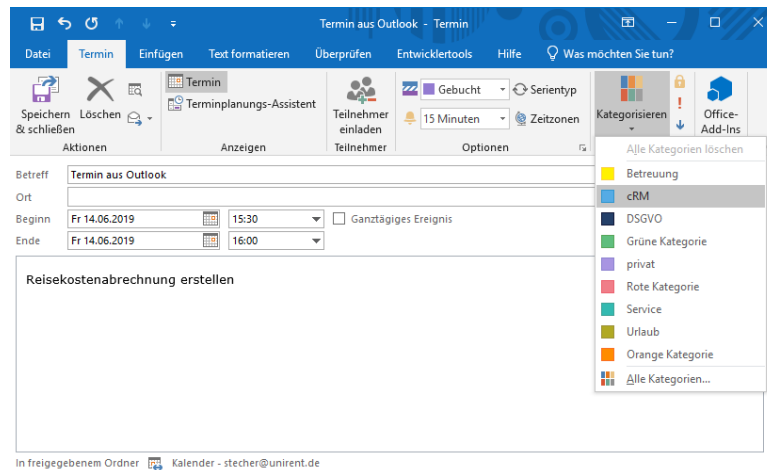 Termin aus Outlook - Termin
Datei Termin Einfügen Text formatieren Überprüfen Entwicklertools Hilfe Was möchten Sie tun?
Speichern & schließen
Löschen
Aktionen
Termin
Terminplanungs-Assistent
Anzeigen
Teilnehmer einladen
Teilnehmer
Gebucht
15 Minuten
Serientyp
Zeitzonen
Optionen
Kategorisieren
Office-Add-Ins
Alle Kategorien löschen
Betreuung
cRM
DSGVO
Grüne Kategorie
privat
Rote Kategorie
Service
Urlaub
Orange Kategorie
Alle Kategorien...
Betreff Termin aus Outlook
Ort
Beginn Fr 14.06.2019 15:30 Ganztägiges Ereignis
Ende Fr 14.06.2019 16:00
Reisekostenabrechnung erstellen
In freigegebenem Ordner Kalender - stecher@unirent.de